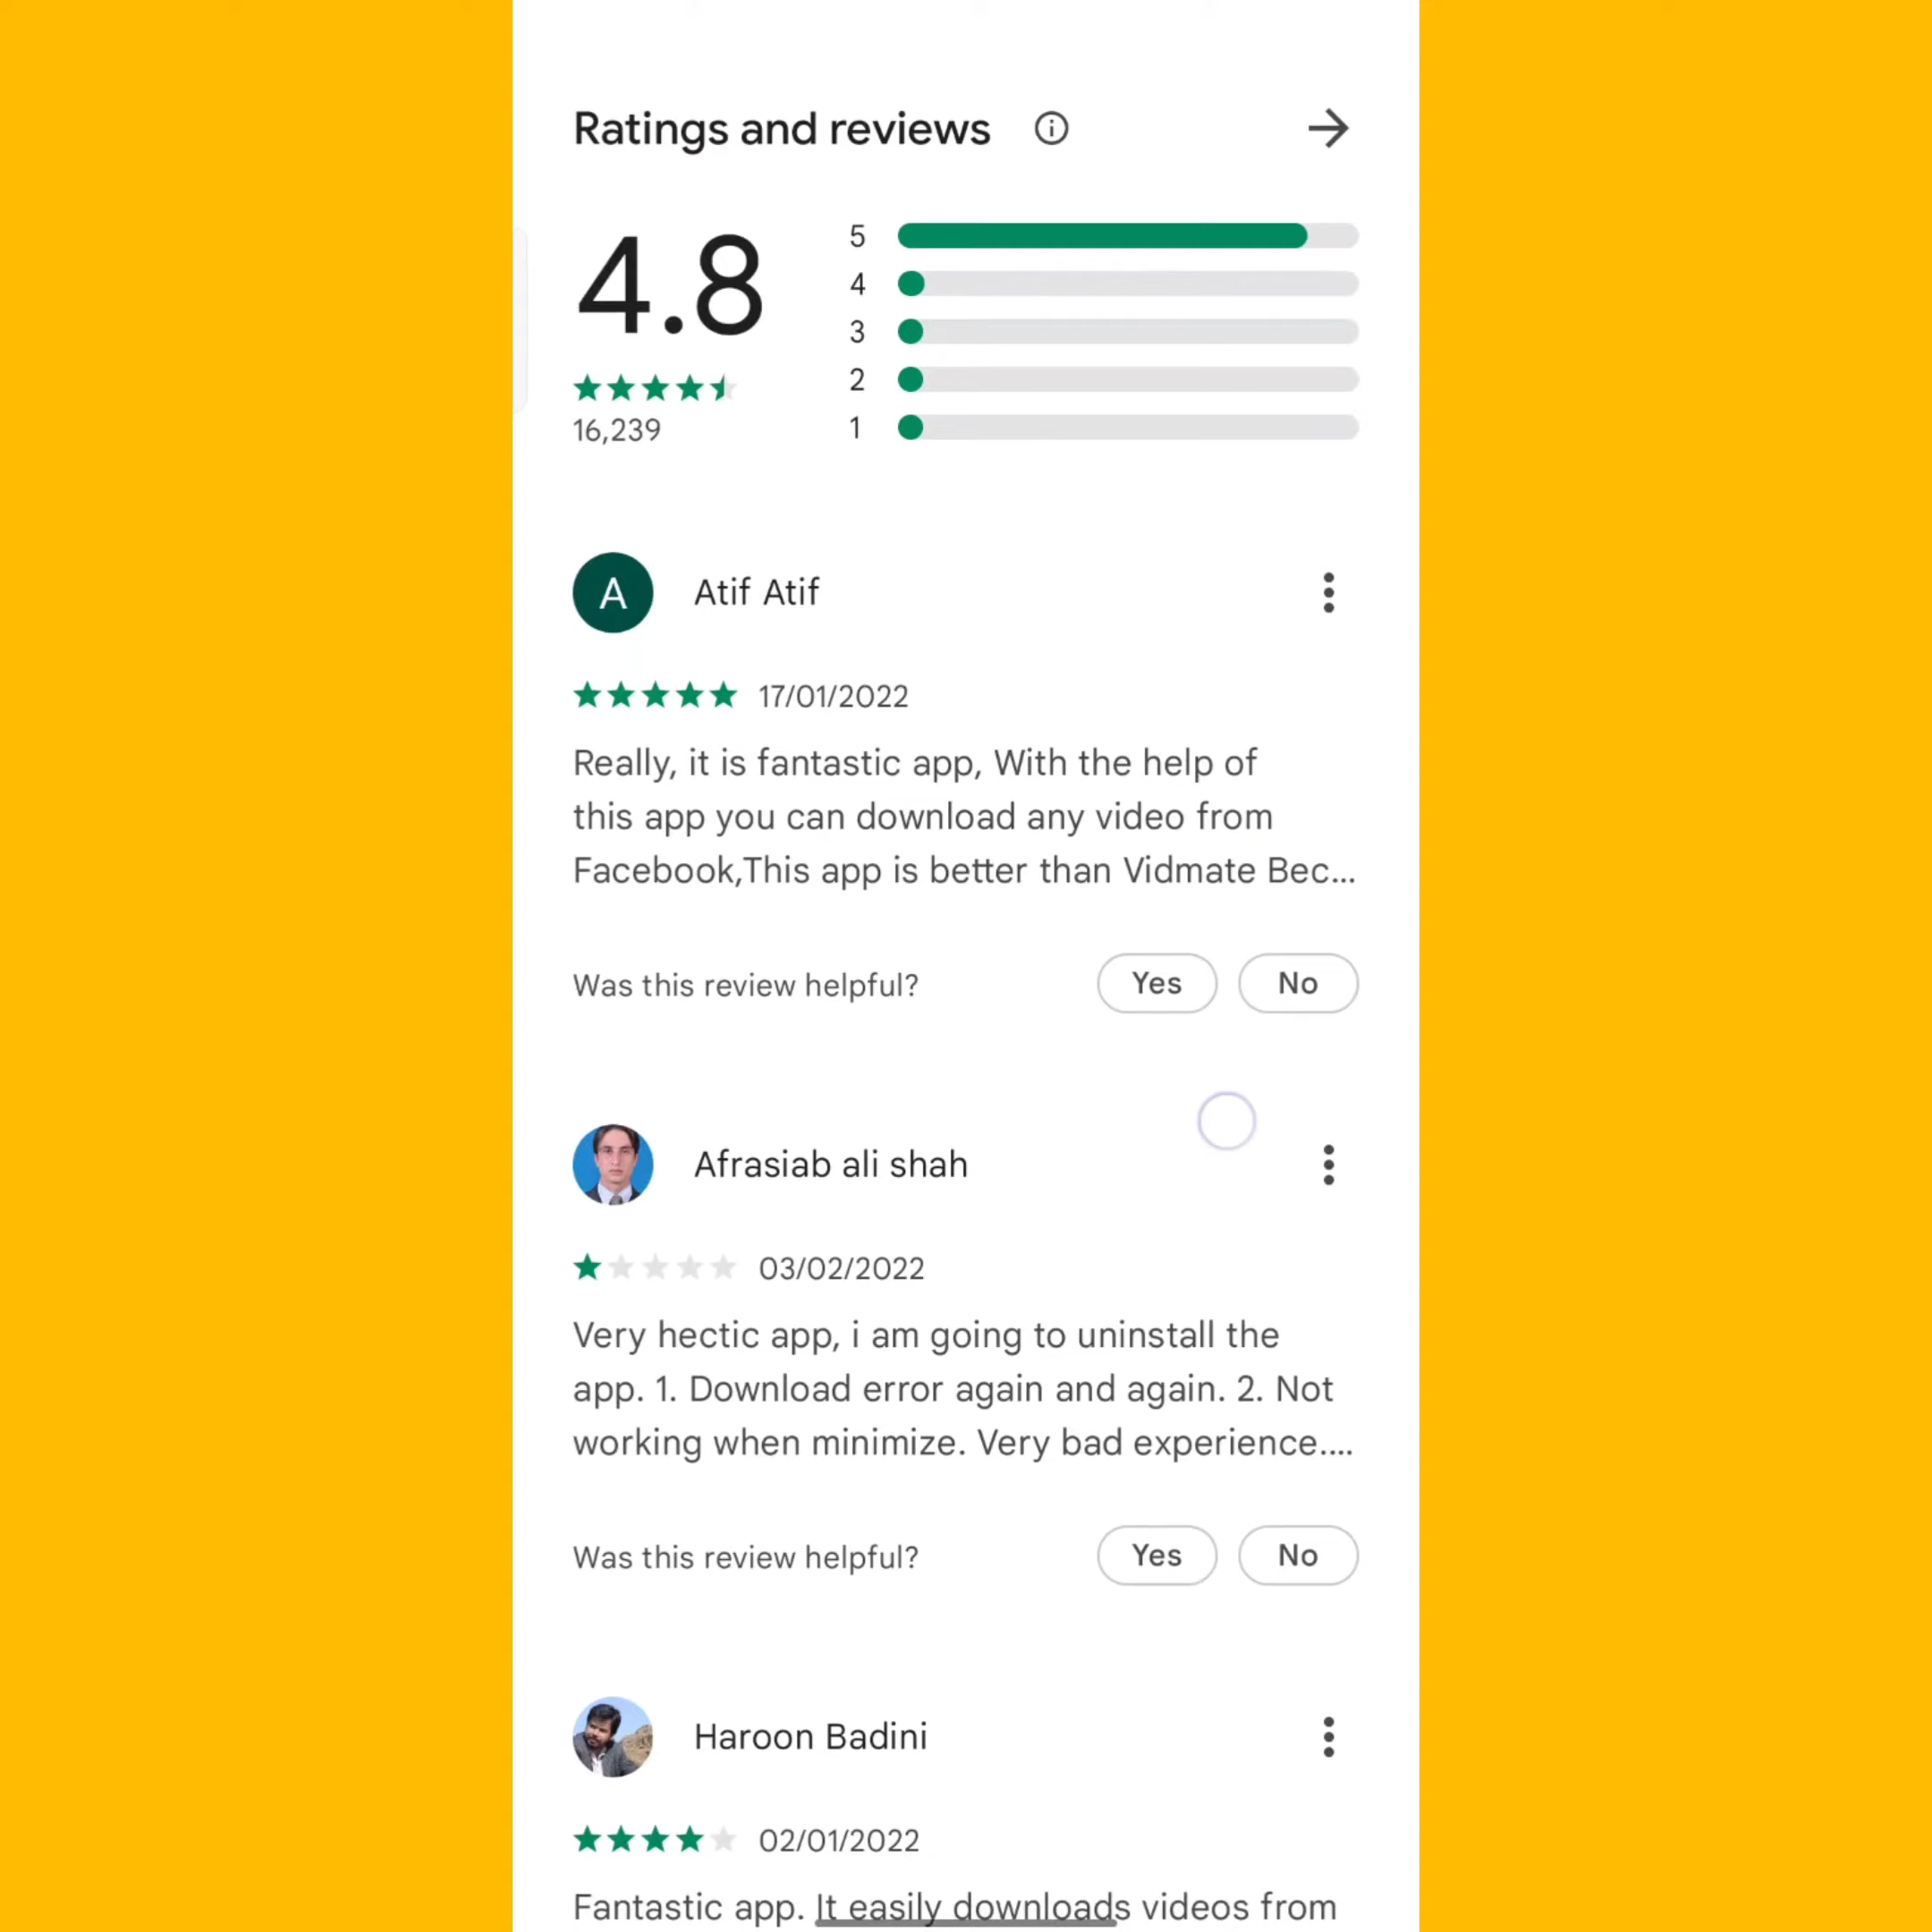 Ratings and reviews
4.8
16,239
5
4
3
2
1
A
Atif Atif
17/01/2022
Really, it is fantastic app, With the help of
this app you can download any video from
Facebook,This app is better than Vidmate Bec...
Was this review helpful?
Yes
No
Afrasiab ali shah
03/02/2022
Very hectic app, i am going to uninstall the
app. 1. Download error again and again. 2. Not
working when minimize. Very bad experience....
Was this review helpful?
Yes
No
Haroon Badini
02/01/2022
Fantastic app. It easily downloads videos from